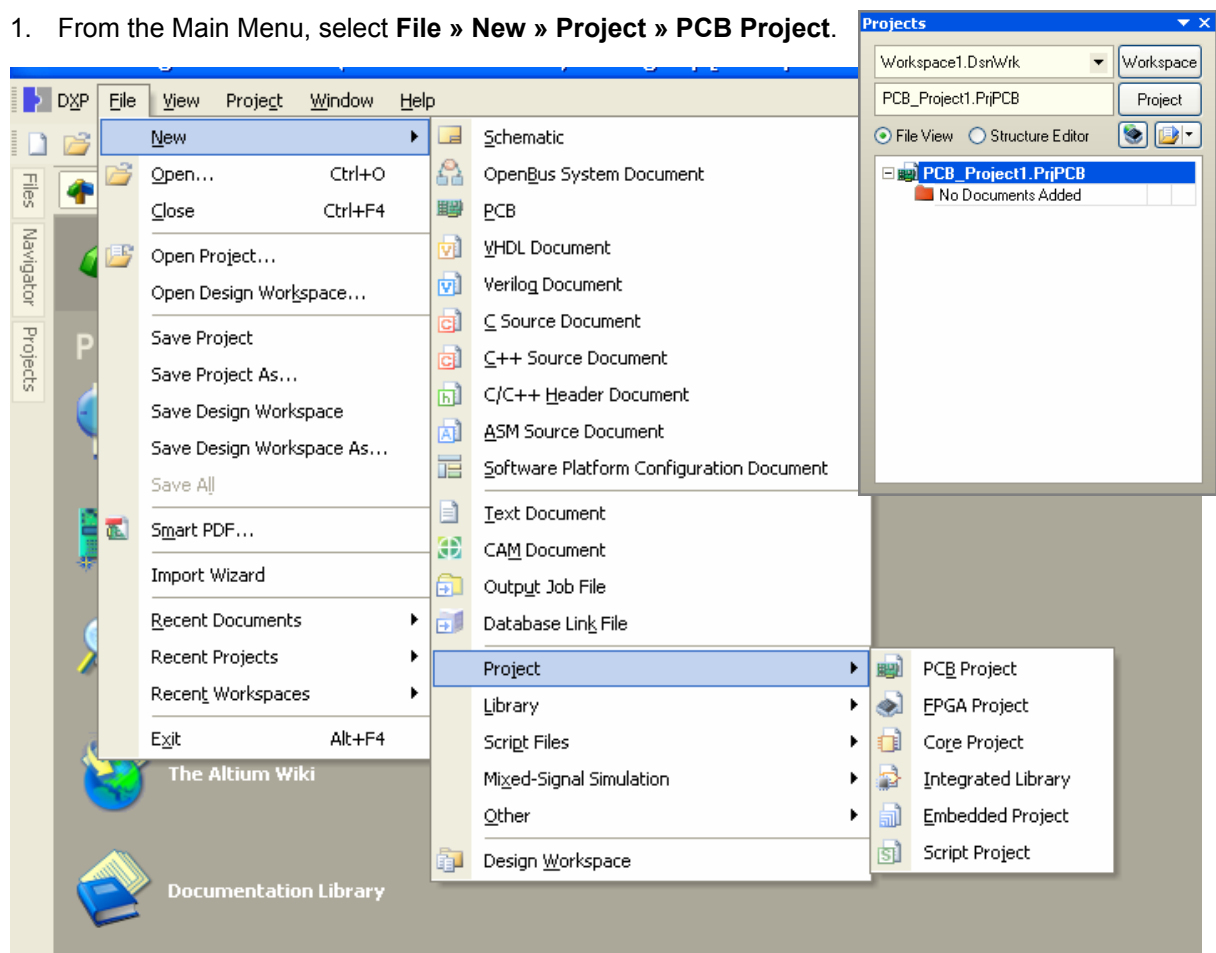 1. From the Main Menu, select File » New » Project » PCB Project.
Projects
Workspace1.DsnWrk
Workspace
PCB_Project1.PrjPCB
Project
File View
Structure Editor
PCB_Project1.PrjPCB
No Documents Added
DXP File View Project Window Help
Files
Navigator
Projects
New
Open... Ctrl+O
Close Ctrl+F4
Open Project...
Open Design Workspace...
Save Project
Save Project As...
Save Design Workspace
Save Design Workspace As...
Save All
Smart PDF...
Import Wizard
Recent Documents
Recent Projects
Recent Workspaces
Exit Alt+F4
Schematic
OpenBus System Document
PCB
VHDL Document
Verilog Document
C Source Document
C++ Source Document
C/C++ Header Document
ASM Source Document
Software Platform Configuration Document
Text Document
CAM Document
Output Job File
Database Link File
Project
Library
Script Files
Mixed-Signal Simulation
Other
Design Workspace
PCB Project
FPGA Project
Core Project
Integrated Library
Embedded Project
Script Project
P
The Altium Wiki
Documentation Library